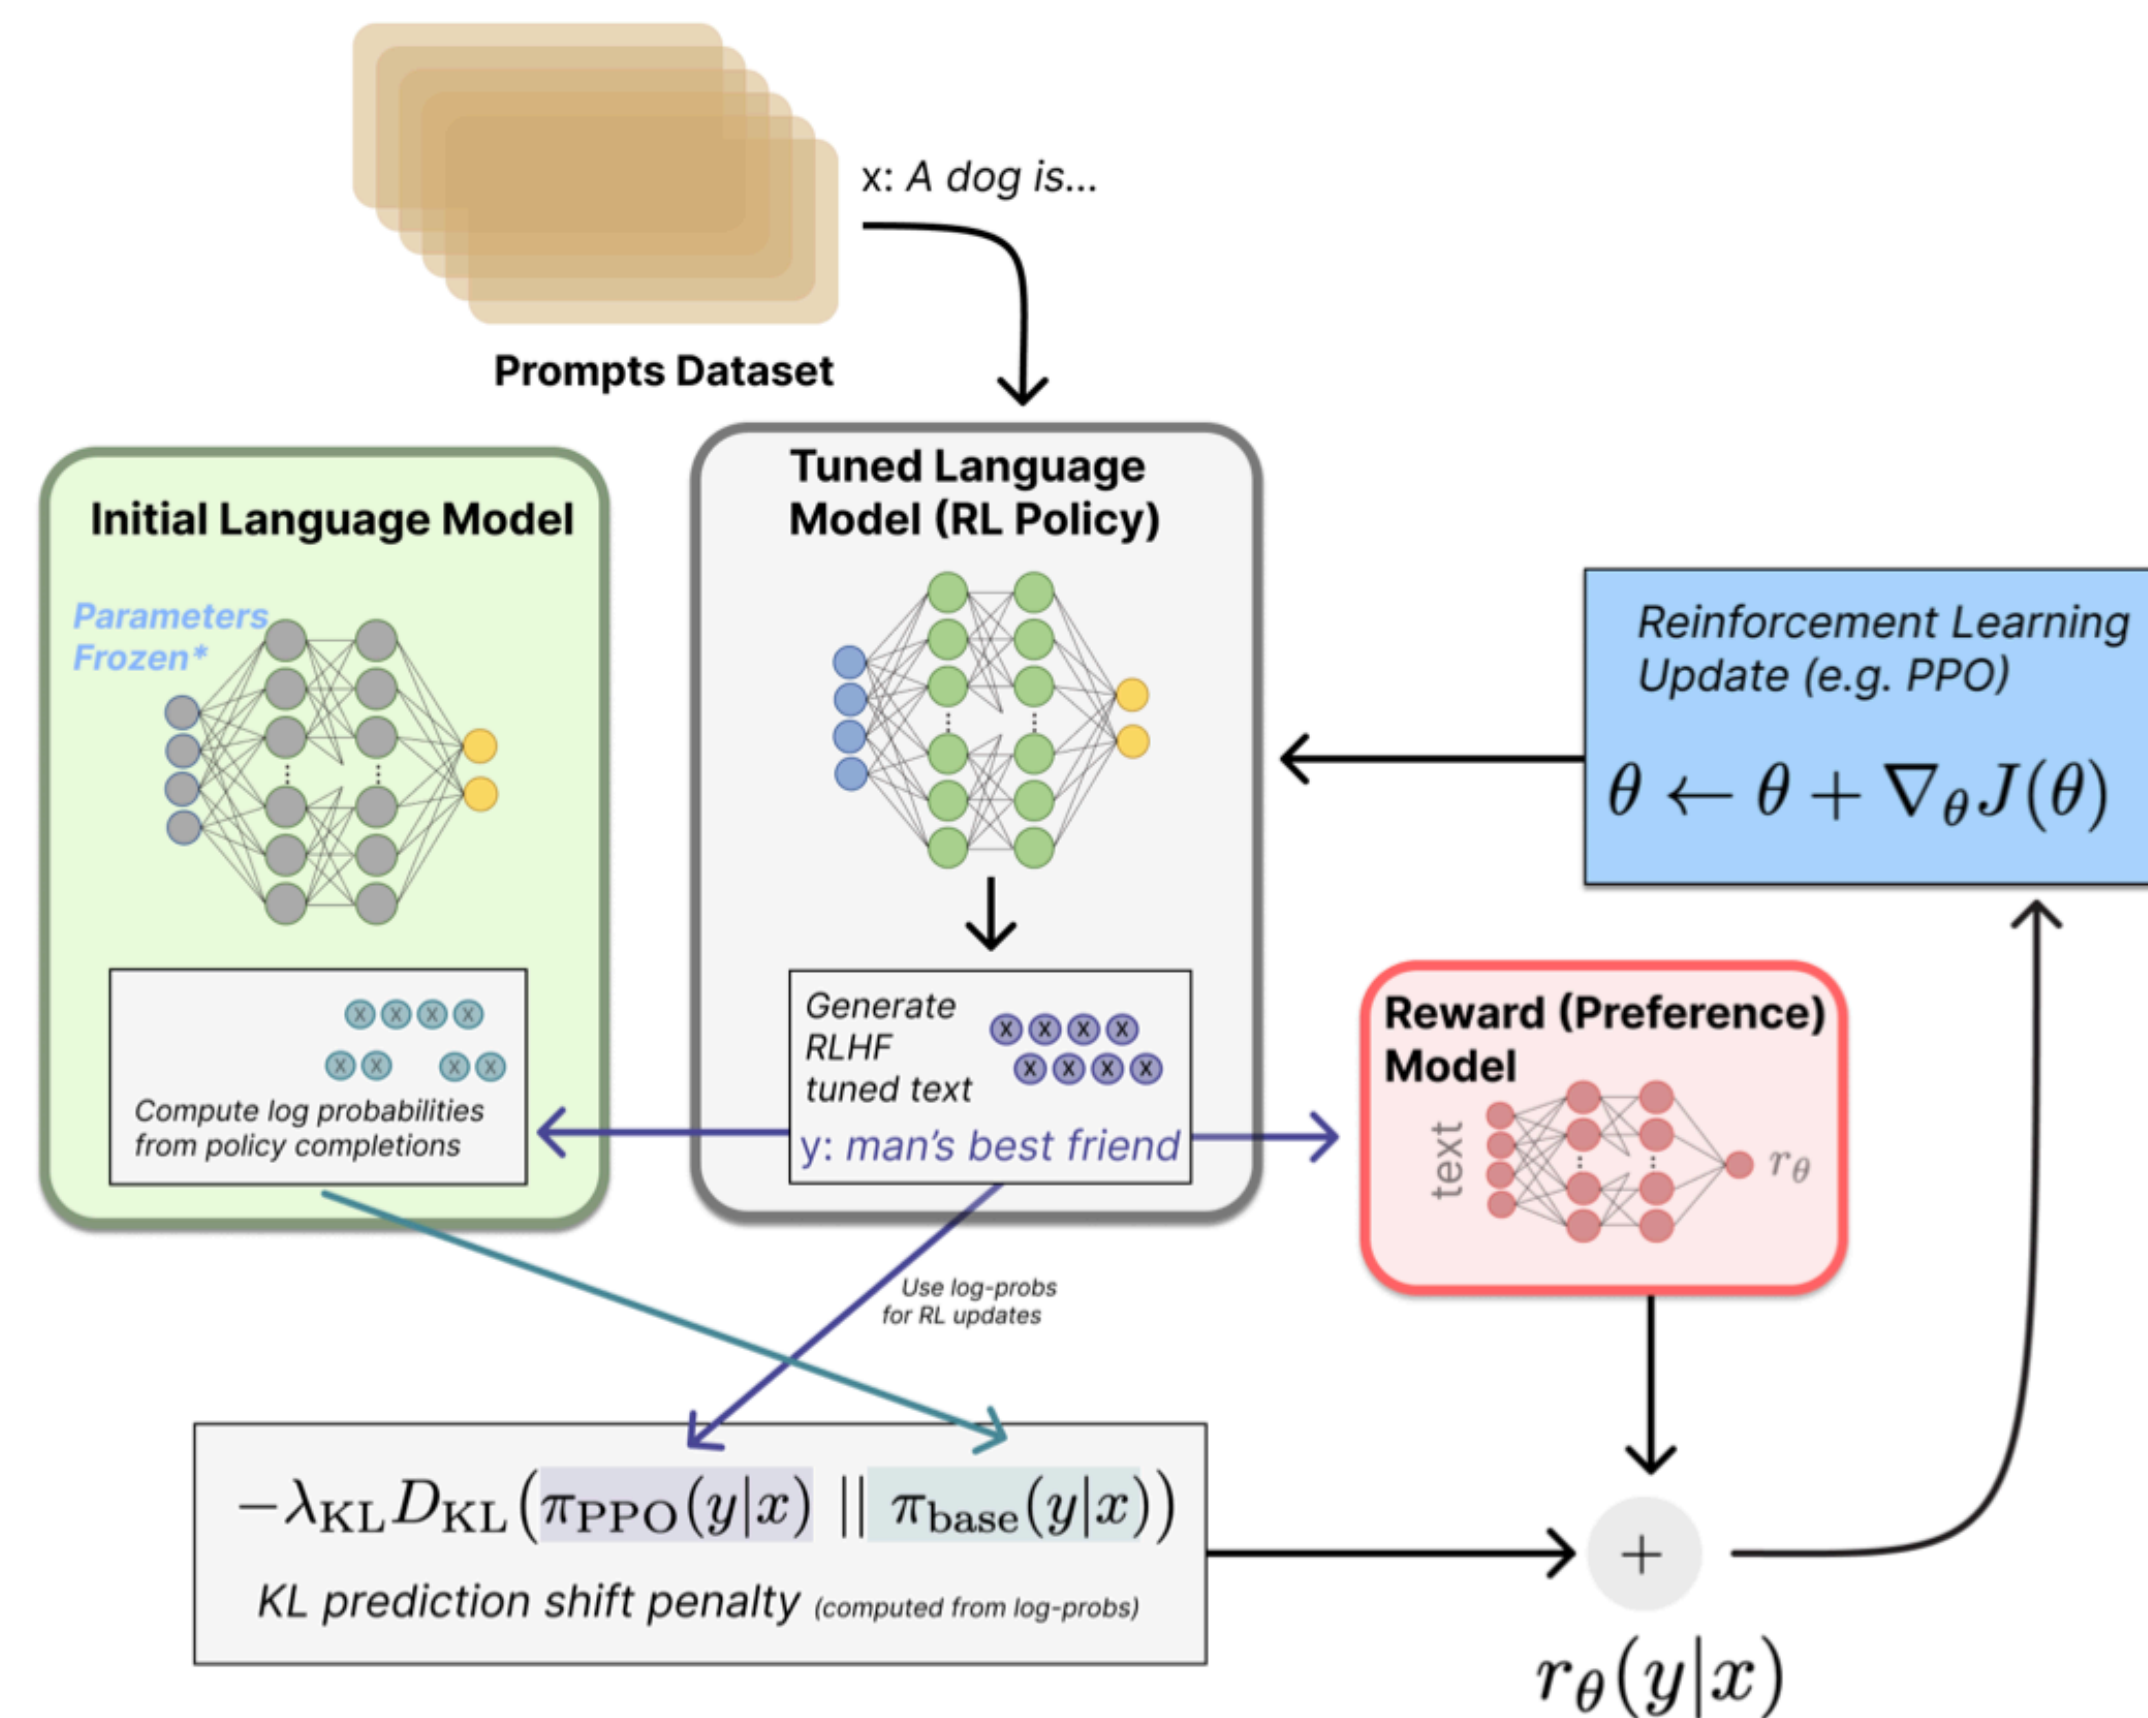 x: A dog is...
Prompts Dataset
Initial Language Model
Parameters
Frozen*
x x x x
x x x x
Compute log probabilities
from policy completions
Tuned Language
Model (RL Policy)
Generate
RLHF
tuned text
x x x x
x x x x
y: man's best friend
Reinforcement Learning
Update (e.g. PPO)
θ ← θ + ∇θJ(θ)
Reward (Preference)
Model
text
rθ
Use log-probs
for RL updates
−λKL DKL(πPPO(y|x) || πbase(y|x))
KL prediction shift penalty (computed from log-probs)
+
rθ(y|x)